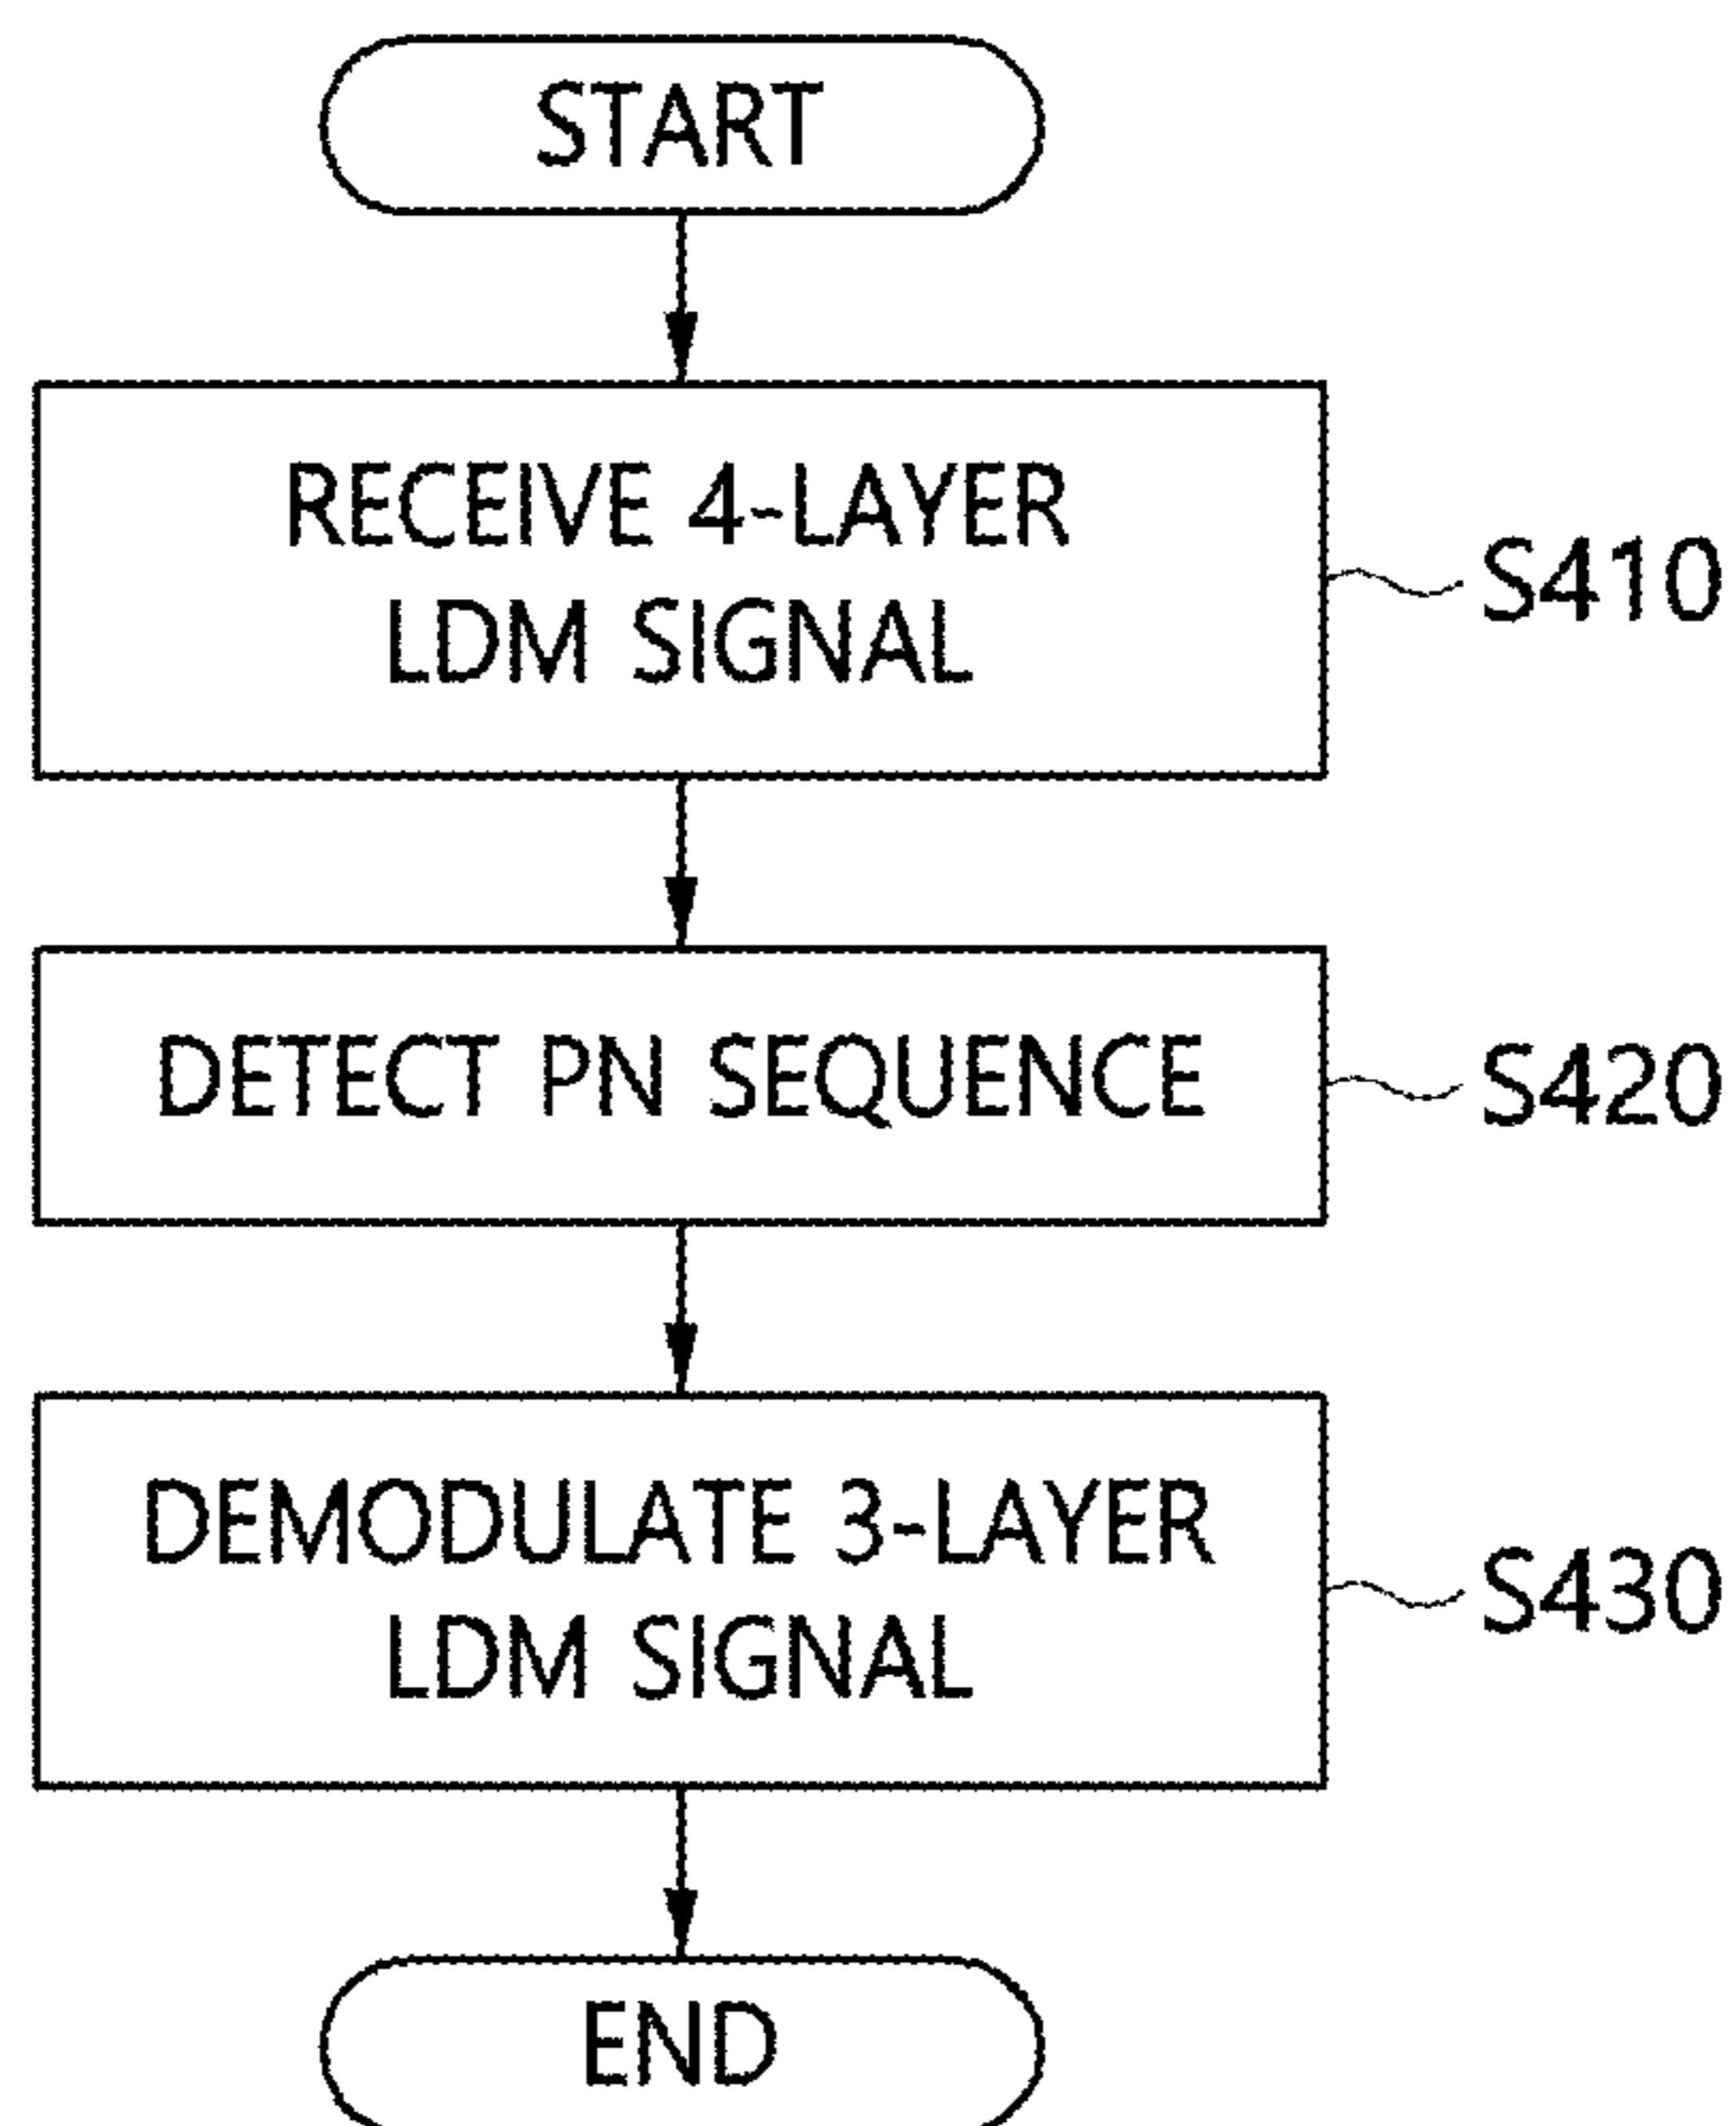 START
RECEIVE 4-LAYER
LDM SIGNAL
S410
DETECT PN SEQUENCE
S420
DEMODULATE 3-LAYER
LDM SIGNAL
S430
END